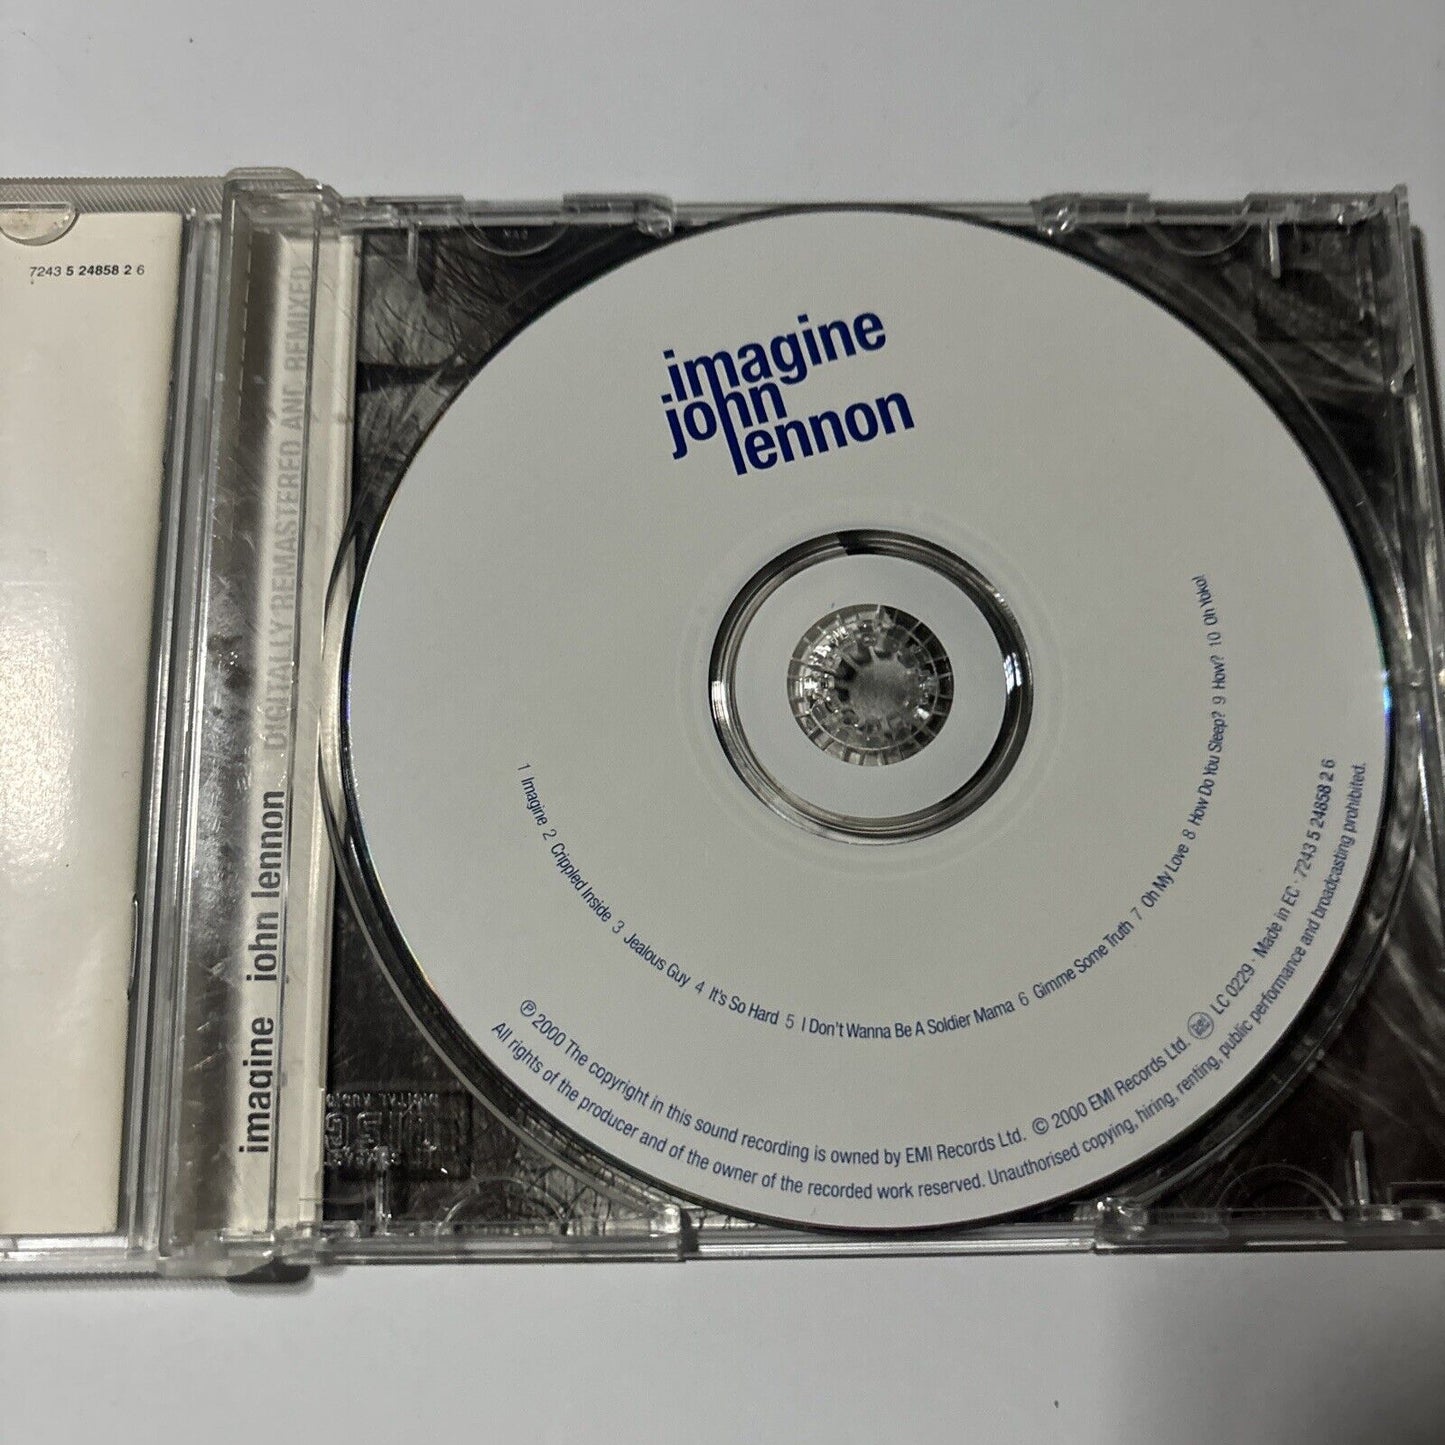 7243 5 24858 2 6
imagine john lennon DIGITALLY REMASTERED AND REMIXED
imagine
john
lennon
1 Imagine 2 Crippled Inside 3 Jealous Guy 4 It's So Hard 5 I Don't Wanna Be A Soldier Mama 6 Gimme Some Truth 7 Oh My Love 8 How Do You Sleep? 9 How? 10 Oh Yoko!
℗ 2000 The copyright in this sound recording is owned by EMI Records Ltd. © 2000 EMI Records Ltd. LC 0229 · Made in EC · 7243 5 24858 2 6
All rights of the producer and of the owner of the recorded work reserved. Unauthorised copying, hiring, renting, public performance and broadcasting prohibited.